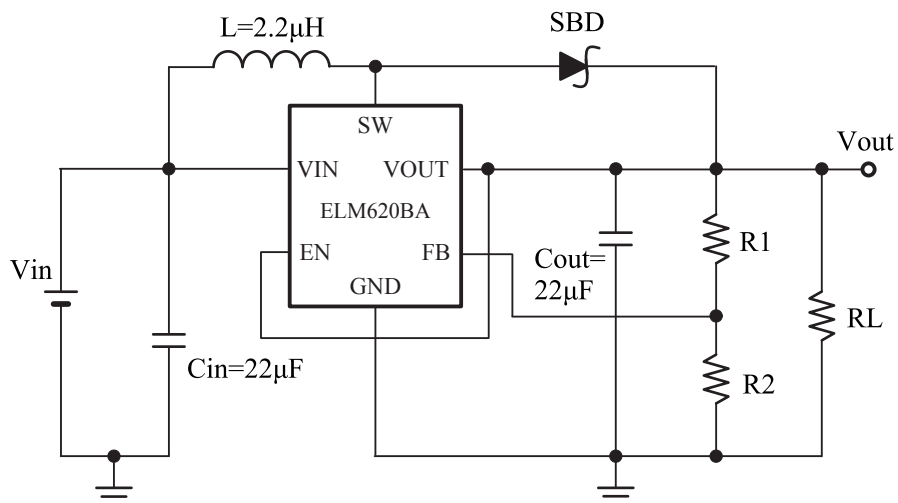 L=2.2μH
SBD
SW
VIN
VOUT
Vout
ELM620BA
EN
FB
GND
Vin
Cout=
22μF
R1
RL
Cin=22μF
R2